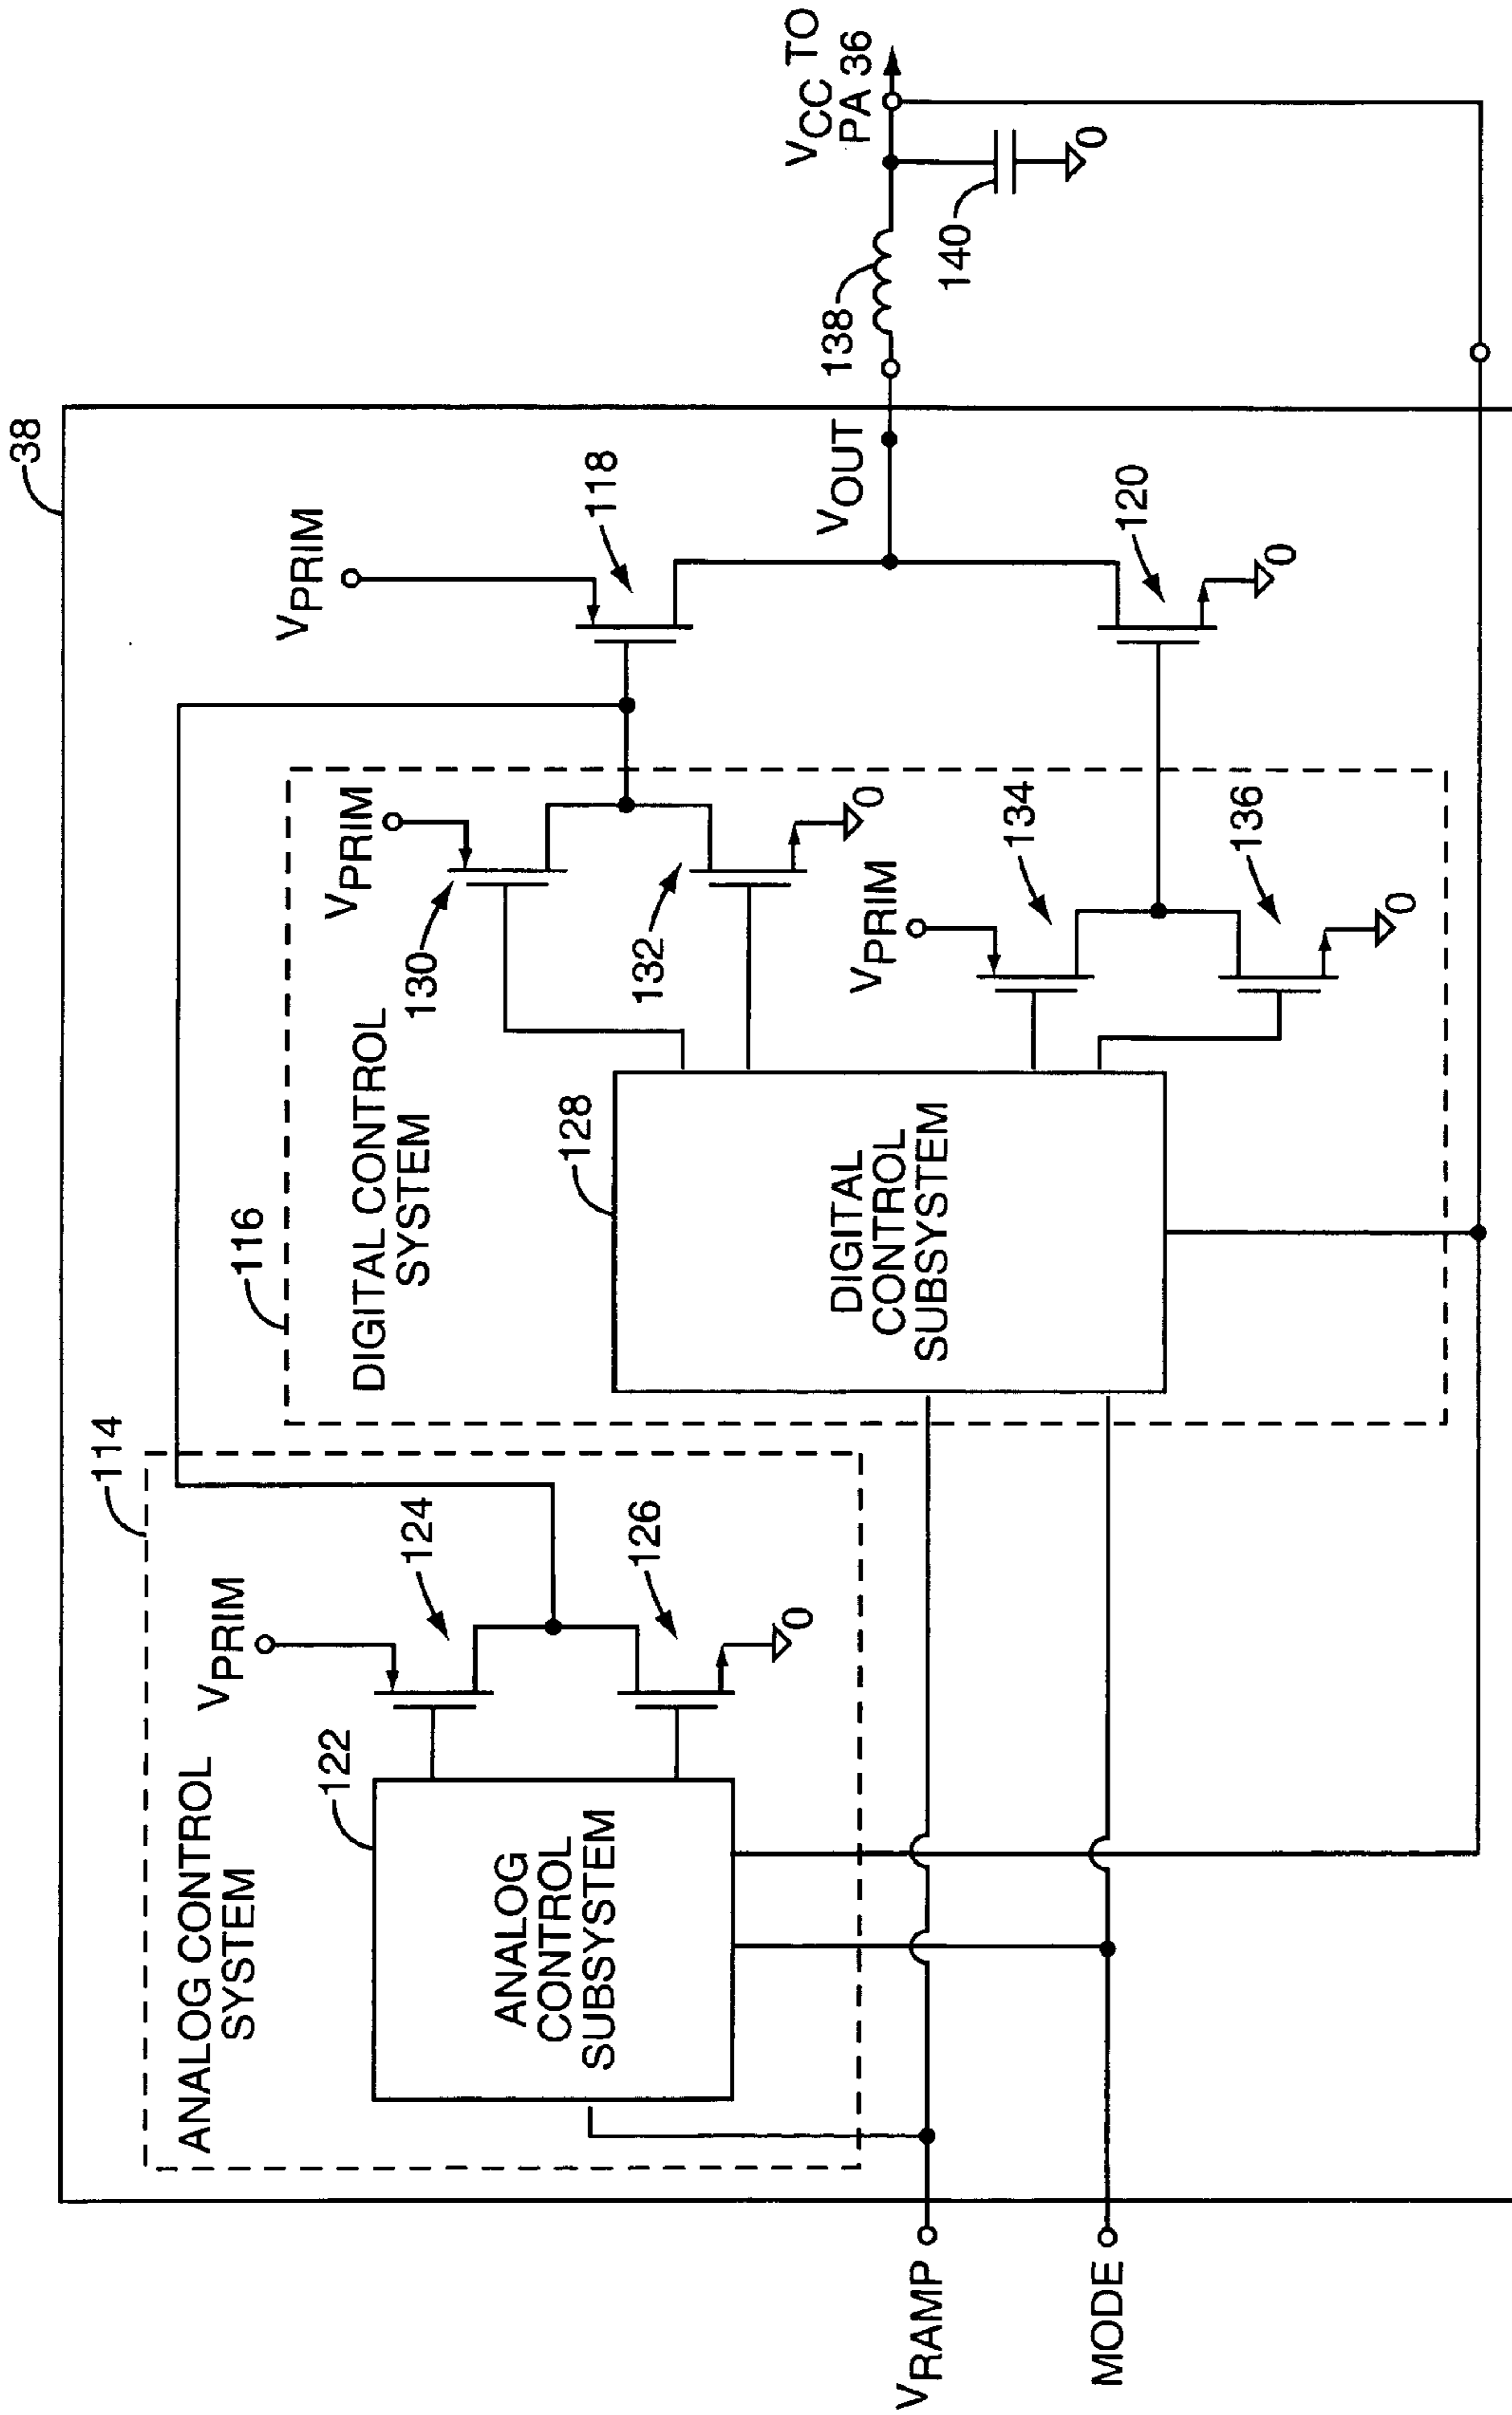 38
114
ANALOG CONTROL
SYSTEM
116
DIGITAL CONTROL
SYSTEM
VPRIM
118
VPRIM
130
132
0
VPRIM
124
126
0
122
ANALOG
CONTROL
SUBSYSTEM
128
DIGITAL
CONTROL
SUBSYSTEM
VPRIM
134
136
0
VOUT
120
0
138
140
0
VCC TO
PA 36
VRAMP
MODE